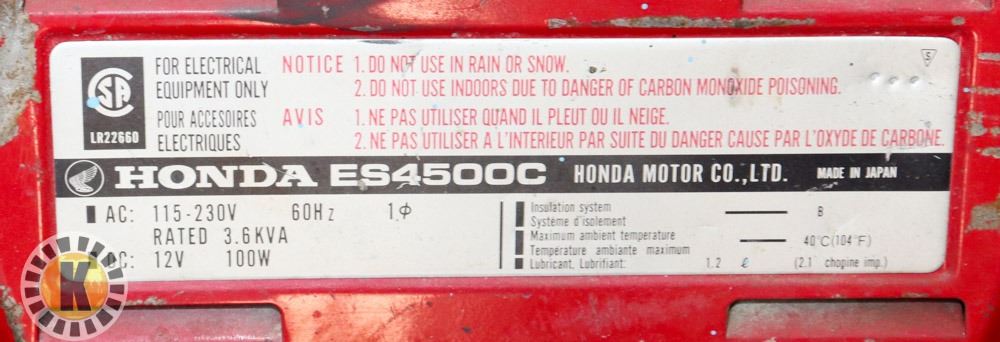 FOR ELECTRICAL
EQUIPMENT ONLY
POUR ACCESOIRES
ELECTRIQUES
CSA
LR22660
NOTICE 1. DO NOT USE IN RAIN OR SNOW.
2. DO NOT USE INDOORS DUE TO DANGER OF CARBON MONOXIDE POISONING.
AVIS 1. NE PAS UTILISER QUAND IL PLEUT OU IL NEIGE.
2. NE PAS UTILISER A L'INTERIEUR PAR SUITE DU DANGER CAUSE PAR L'OXYDE DE CARBONE.
S
HONDA ES4500C HONDA MOTOR CO.,LTD. MADE IN JAPAN
AC: 115-230V 60Hz 1,ϕ
RATED 3.6KVA
DC: 12V 100W
Insulation system
Système d'isolement B
Maximum ambient temperature
Température ambiante maximum 40°C(104°F)
Lubricant, Lubrifiant: 1.2 ℓ (2.1 chopine imp.)
K